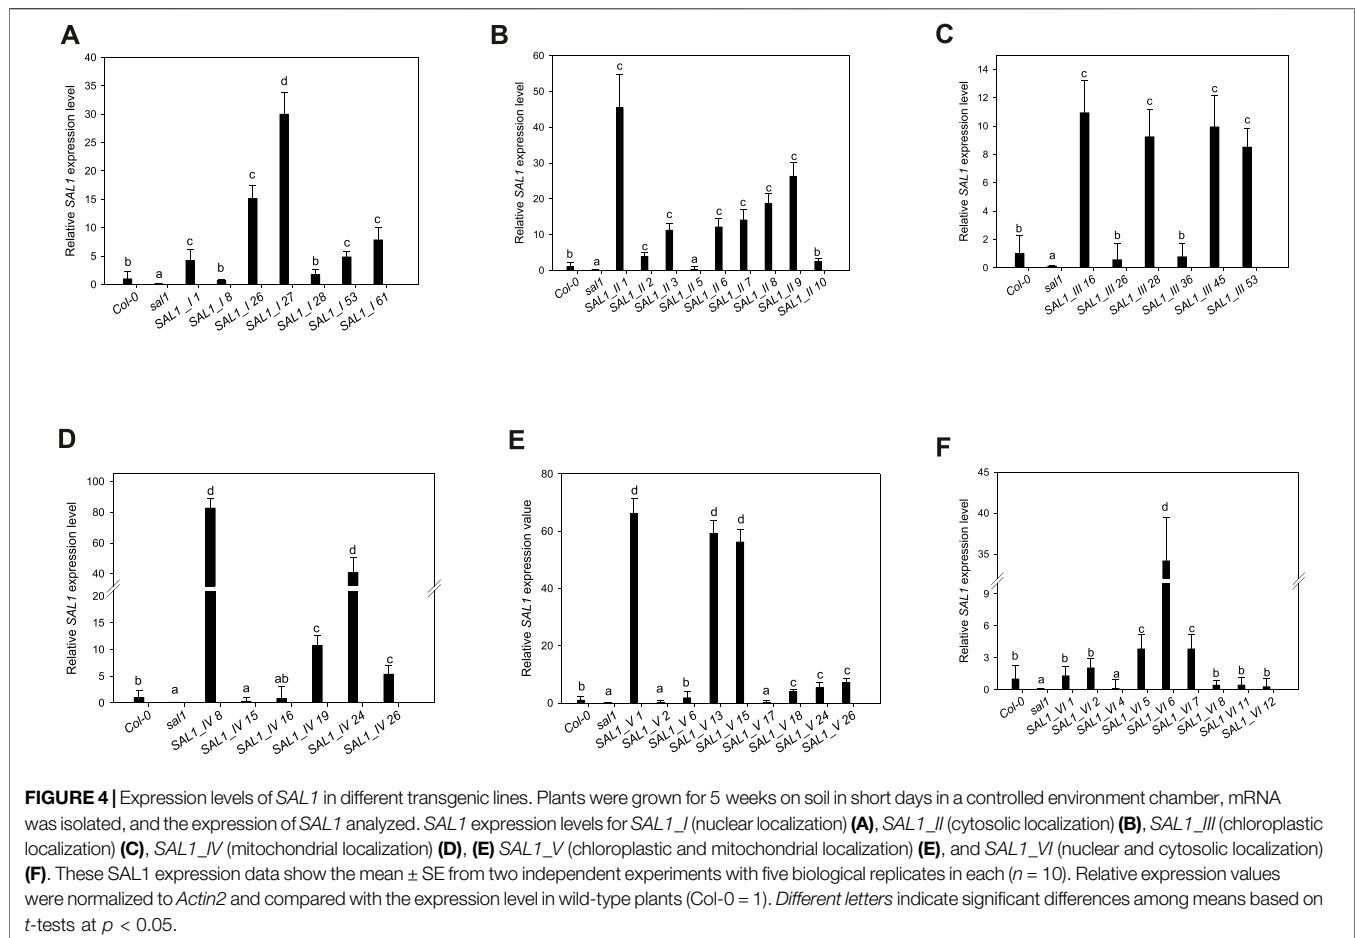 A
Relative SAL1 expression level
40
35
30
25
20
15
10
5
0
b
a
c
b
c
d
b
c
c
Col-0
sal1
SAL1_I 1
SAL1_I 8
SAL1_I 26
SAL1_I 27
SAL1_I 28
SAL1_I 53
SAL1_I 61
B
Relative SAL1 expression level
60
50
40
30
20
10
0
b
a
c
c
c
a
c
c
c
c
b
Col-0
sal1
SAL1_II 1
SAL1_II 2
SAL1_II 3
SAL1_II 5
SAL1_II 6
SAL1_II 7
SAL1_II 8
SAL1_II 9
SAL1_II 10
C
Relative SAL1 expression level
14
12
10
8
6
4
2
0
b
a
c
b
c
b
c
c
Col-0
sal1
SAL1_III 16
SAL1_III 26
SAL1_III 28
SAL1_III 36
SAL1_III 45
SAL1_III 53
D
Relative SAL1 expression level
100
80
60
40
20
15
10
5
0
b
a
d
a
ab
c
d
c
Col-0
sal1
SAL1_IV 8
SAL1_IV 15
SAL1_IV 16
SAL1_IV 19
SAL1_IV 24
SAL1_IV 26
E
Relative SAL1 expression value
80
60
40
20
0
b
a
d
a
b
d
d
a
c
c
c
Col-0
sal1
SAL1_V 1
SAL1_V 2
SAL1_V 6
SAL1_V 13
SAL1_V 15
SAL1_V 17
SAL1_V 18
SAL1_V 24
SAL1_V 26
F
Relative SAL1 expression level
45
40
35
9
6
3
0
b
a
b
b
a
c
d
c
b
b
b
Col-0
sal1
SAL1_VI 1
SAL1_VI 2
SAL1_VI 4
SAL1_VI 5
SAL1_VI 6
SAL1_VI 7
SAL1_VI 8
SAL1_VI 11
SAL1_VI 12
FIGURE 4 | Expression levels of SAL1 in different transgenic lines. Plants were grown for 5 weeks on soil in short days in a controlled environment chamber, mRNA
was isolated, and the expression of SAL1 analyzed. SAL1 expression levels for SAL1_I (nuclear localization) (A), SAL1_II (cytosolic localization) (B), SAL1_III (chloroplastic
localization) (C), SAL1_IV (mitochondrial localization) (D), (E) SAL1_V (chloroplastic and mitochondrial localization) (E), and SAL1_VI (nuclear and cytosolic localization)
(F). These SAL1 expression data show the mean ± SE from two independent experiments with five biological replicates in each (n = 10). Relative expression values
were normalized to Actin2 and compared with the expression level in wild-type plants (Col-0 = 1). Different letters indicate significant differences among means based on
t-tests at p < 0.05.